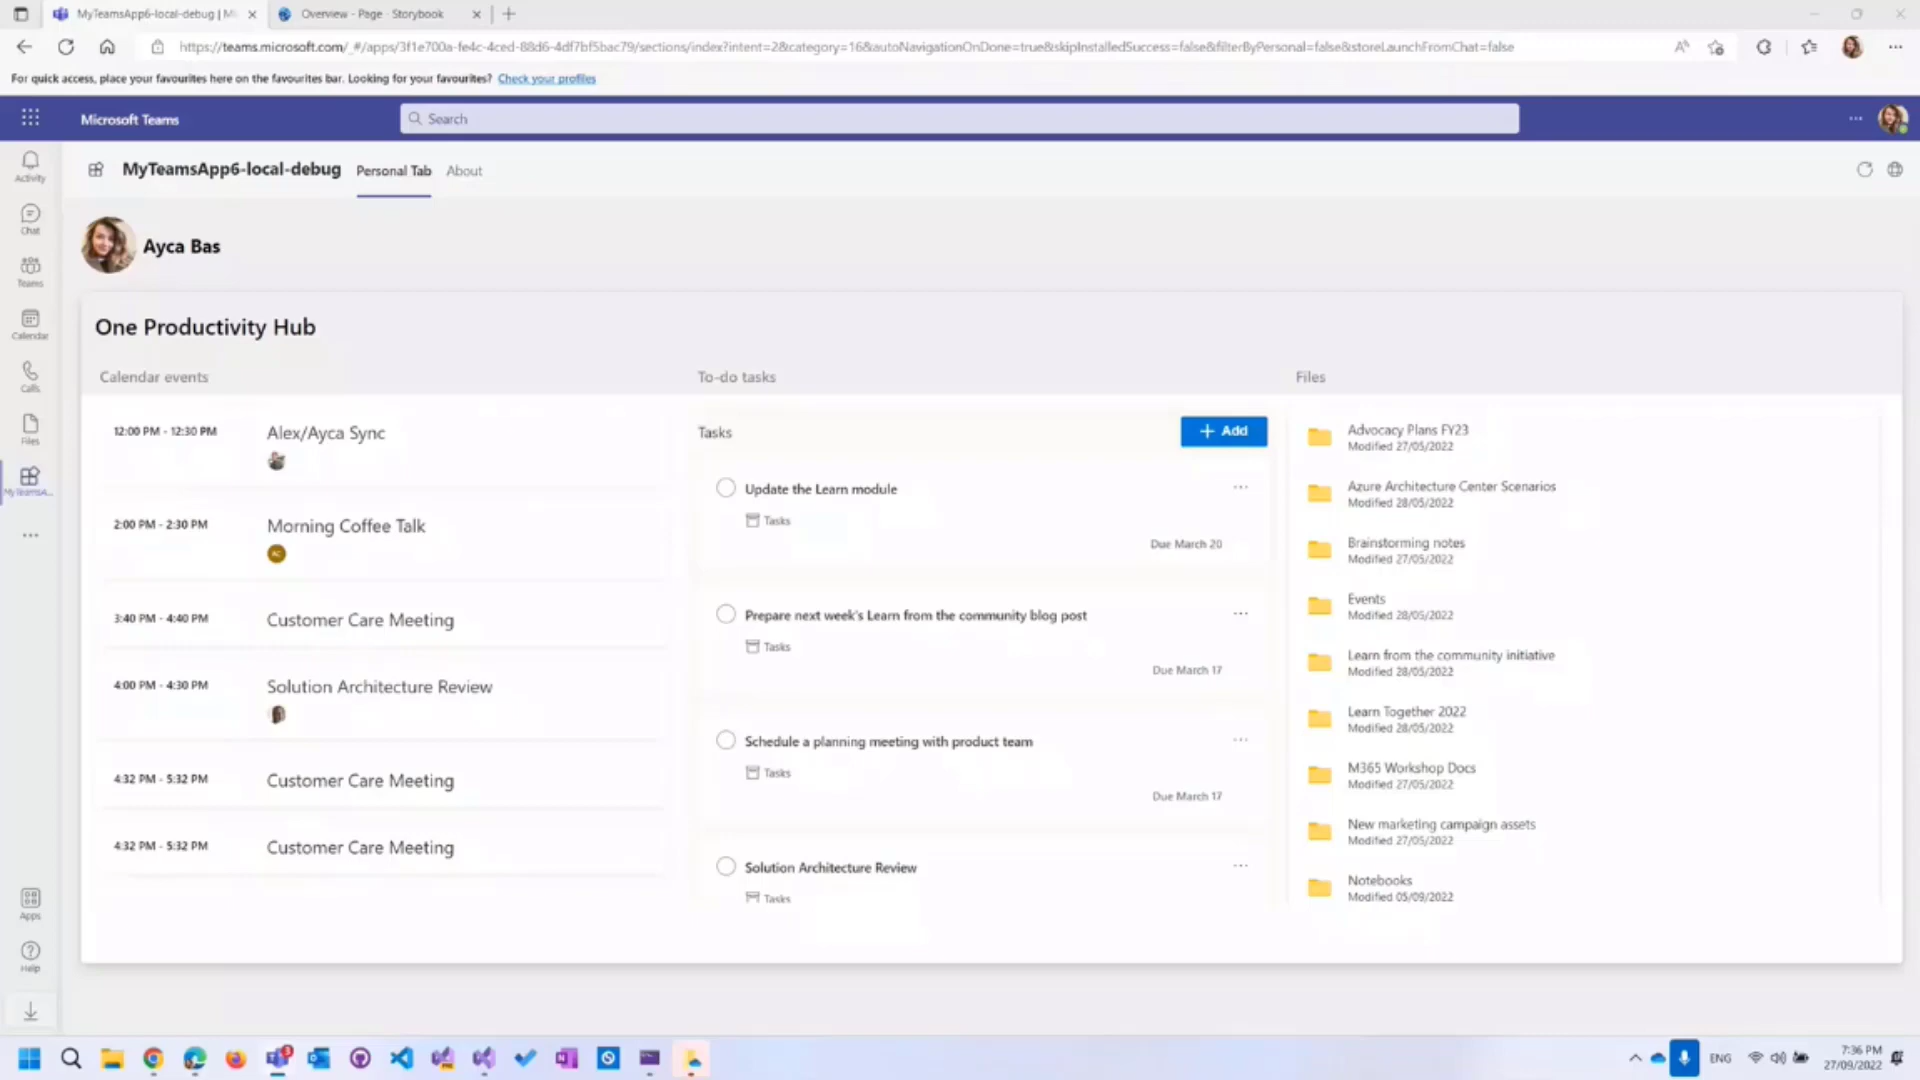 MyTeamsApp6-local-debug | M
Overview - Page · Storybook
https://teams.microsoft.com/_#/apps/3f1e700a-fe4c-4ced-88d6-4df7bf5bac79/sections/index?intent=2&category=16&autoNavigationOnDone=true&skipInstalledSuccess=false&filterByPersonal=false&storeLaunchFromChat=false
For quick access, place your favourites here on the favourites bar. Looking for your favourites? Check your profiles
Microsoft Teams
Search
MyTeamsApp6-local-debug
Personal Tab
About
Activity
Chat
Teams
Calendar
Calls
Files
MyTeamsA...
Apps
Help
Ayca Bas
One Productivity Hub
Calendar events
12:00 PM - 12:30 PM
Alex/Ayca Sync
2:00 PM - 2:30 PM
Morning Coffee Talk
AC
3:40 PM - 4:40 PM
Customer Care Meeting
4:00 PM - 4:30 PM
Solution Architecture Review
4:32 PM - 5:32 PM
Customer Care Meeting
4:32 PM - 5:32 PM
Customer Care Meeting
To-do tasks
Tasks
+ Add
Update the Learn module
Tasks
Due March 20
Prepare next week's Learn from the community blog post
Tasks
Due March 17
Schedule a planning meeting with product team
Tasks
Due March 17
Solution Architecture Review
Tasks
Files
Advocacy Plans FY23
Modified 27/05/2022
Azure Architecture Center Scenarios
Modified 28/05/2022
Brainstorming notes
Modified 27/05/2022
Events
Modified 28/05/2022
Learn from the community initiative
Modified 28/05/2022
Learn Together 2022
Modified 28/05/2022
M365 Workshop Docs
Modified 27/05/2022
New marketing campaign assets
Modified 27/05/2022
Notebooks
Modified 05/09/2022
ENG
7:36 PM
27/09/2022